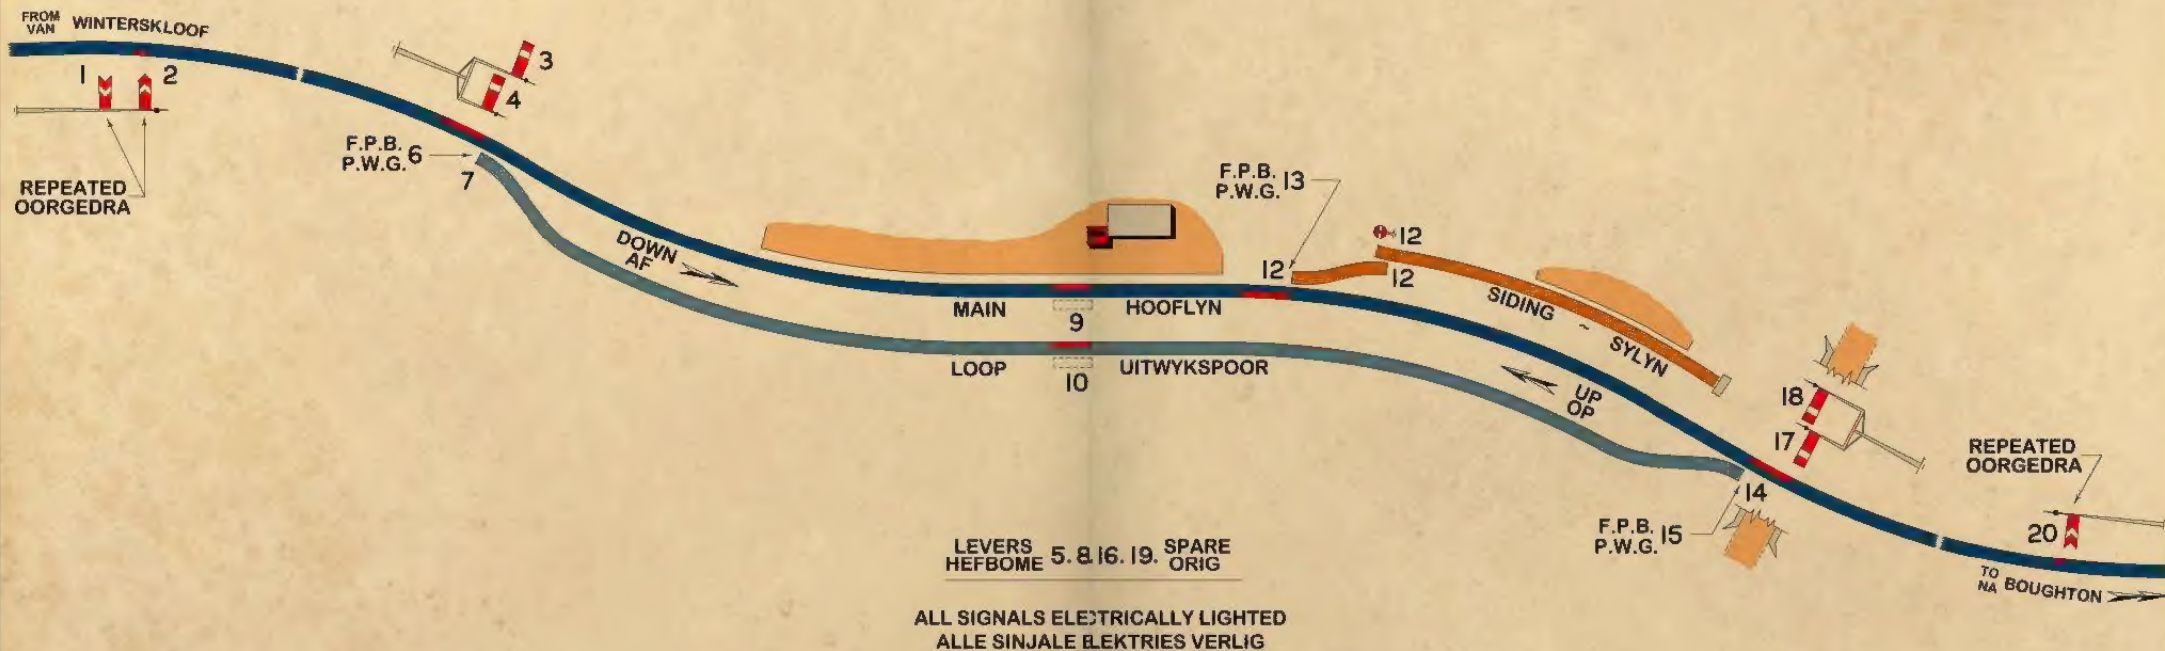 FROM
VAN WINTERSKLOOF
1 2
REPEATED
OORGEDRA
3
4
F.P.B.
P.W.G. 6
7
DOWN
AF
MAIN HOOFLYN
9
LOOP UITWYKSPOOR
10
F.P.B.
P.W.G. 13
12
12
12
SIDING ~ SYLYN
UP
OP
18
17
14
F.P.B.
P.W.G. 15
REPEATED
OORGEDRA
20
TO
NA BOUGHTON
LEVERS
HEFBOME 5. 8. 16. 19. SPARE
ORIG
ALL SIGNALS ELECTRICALLY LIGHTED
ALLE SINJALE ELEKTRIES VERLIG